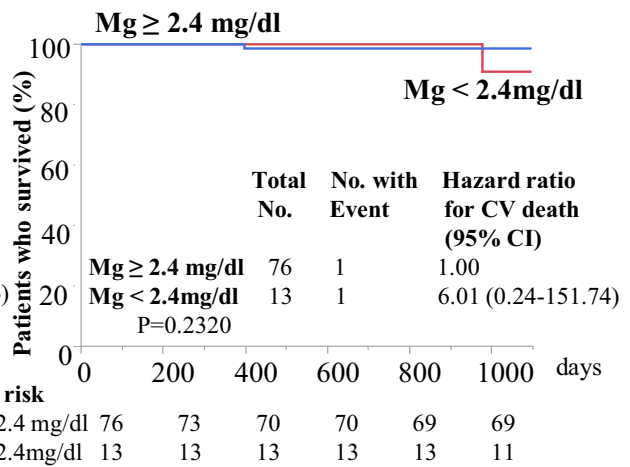 Mg ≥ 2.4 mg/dl
100
Mg < 2.4mg/dl
80
60
40
20
0
Patients who survived (%)
Total No. No. with Event Hazard ratio for CV death (95% CI)
Mg ≥ 2.4 mg/dl 76 1 1.00
Mg < 2.4mg/dl 13 1 6.01 (0.24-151.74)
P=0.2320
0 200 400 600 800 1000 days
risk
2.4 mg/dl 76 73 70 70 69 69
2.4mg/dl 13 13 13 13 13 11